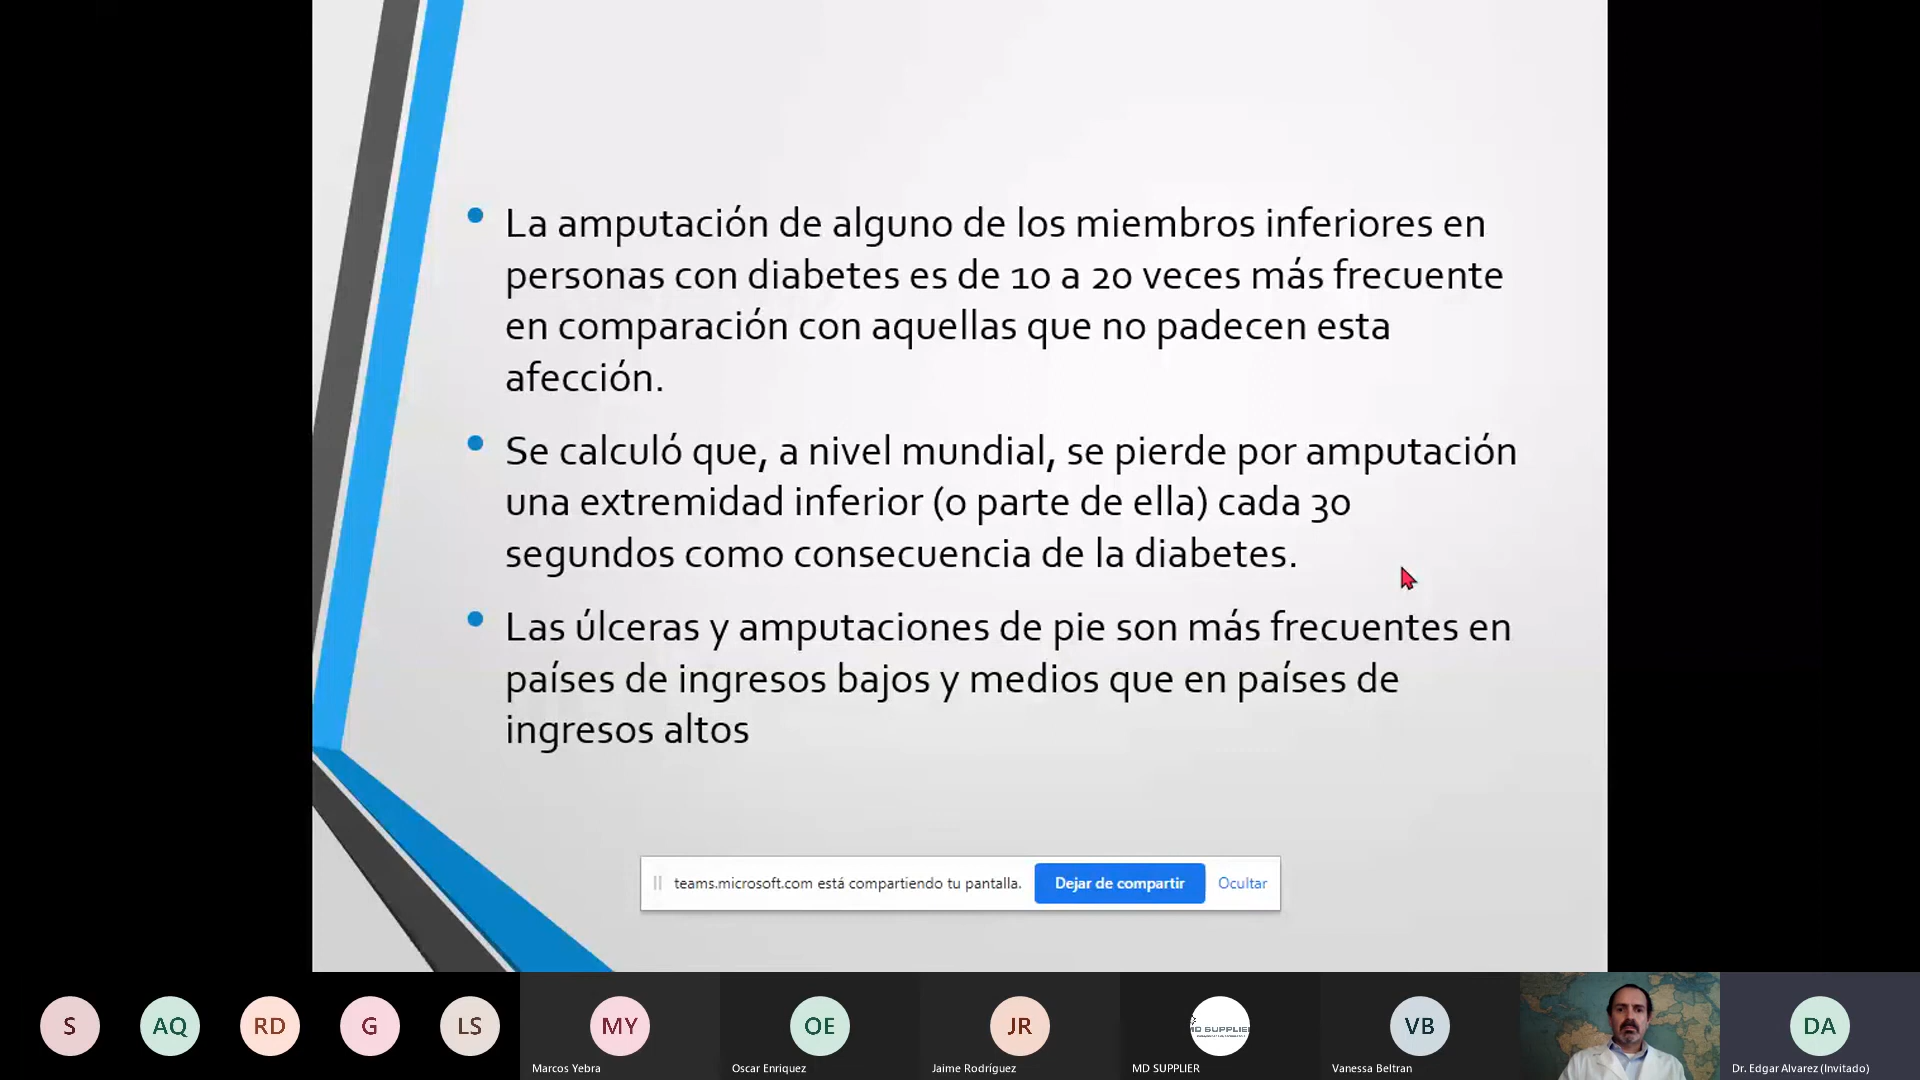 La amputación de alguno de los miembros inferiores en
personas con diabetes es de 10 a 20 veces más frecuente
en comparación con aquellas que no padecen esta
afección.
Se calculó que, a nivel mundial, se pierde por amputación
una extremidad inferior (o parte de ella) cada 30
segundos como consecuencia de la diabetes.
Las úlceras y amputaciones de pie son más frecuentes en
países de ingresos bajos y medios que en países de
ingresos altos
teams.microsoft.com está compartiendo tu pantalla.
Dejar de compartir
Ocultar
S
AQ
RD
G
LS
MY
Marcos Yebra
OE
Oscar Enriquez
JR
Jaime Rodríguez
MD SUPPLIER
MD SUPPLIER
VB
Vanessa Beltran
DA
Dr. Edgar Alvarez (Invitado)